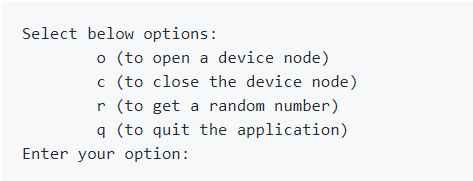 Select below options:
o (to open a device node)
c (to close the device node)
r (to get a random number)
q (to quit the application)
Enter your option: